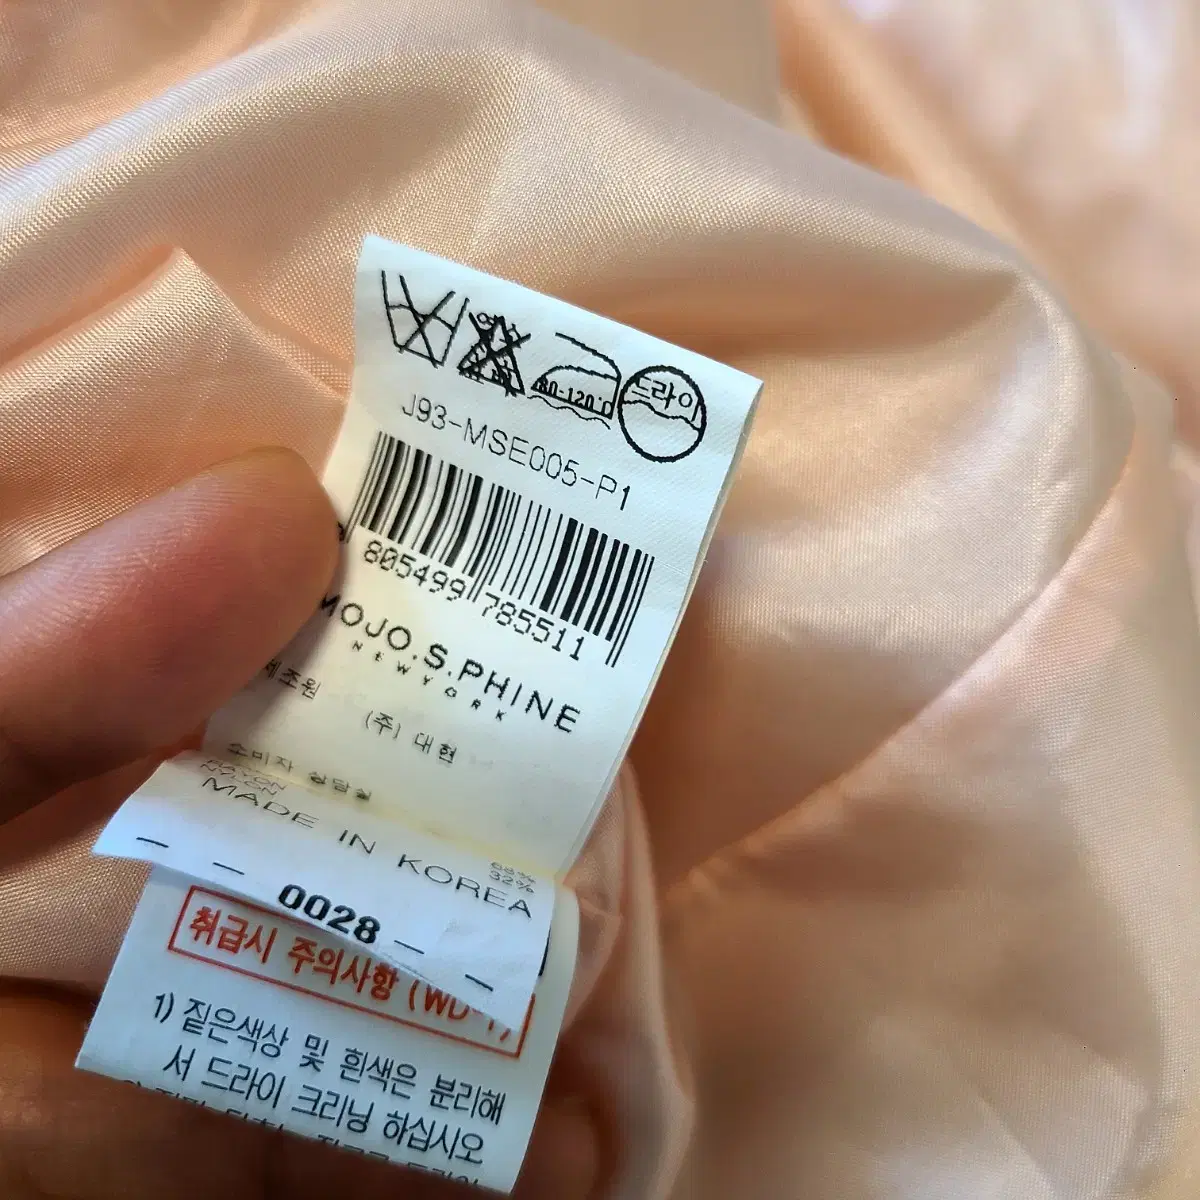 80-120℃
드라이
J93-MSE005-P1
805499 785511
MOJO.S.PHINE
NEWYORK
제조원
(주) 대현
소비자 상담실
RAYON
NYLON
MADE IN KOREA
32%
0028
취급시 주의사항 (WD-1)
1) 짙은색상 및 흰색은 분리해
서 드라이 크리닝 하십시오